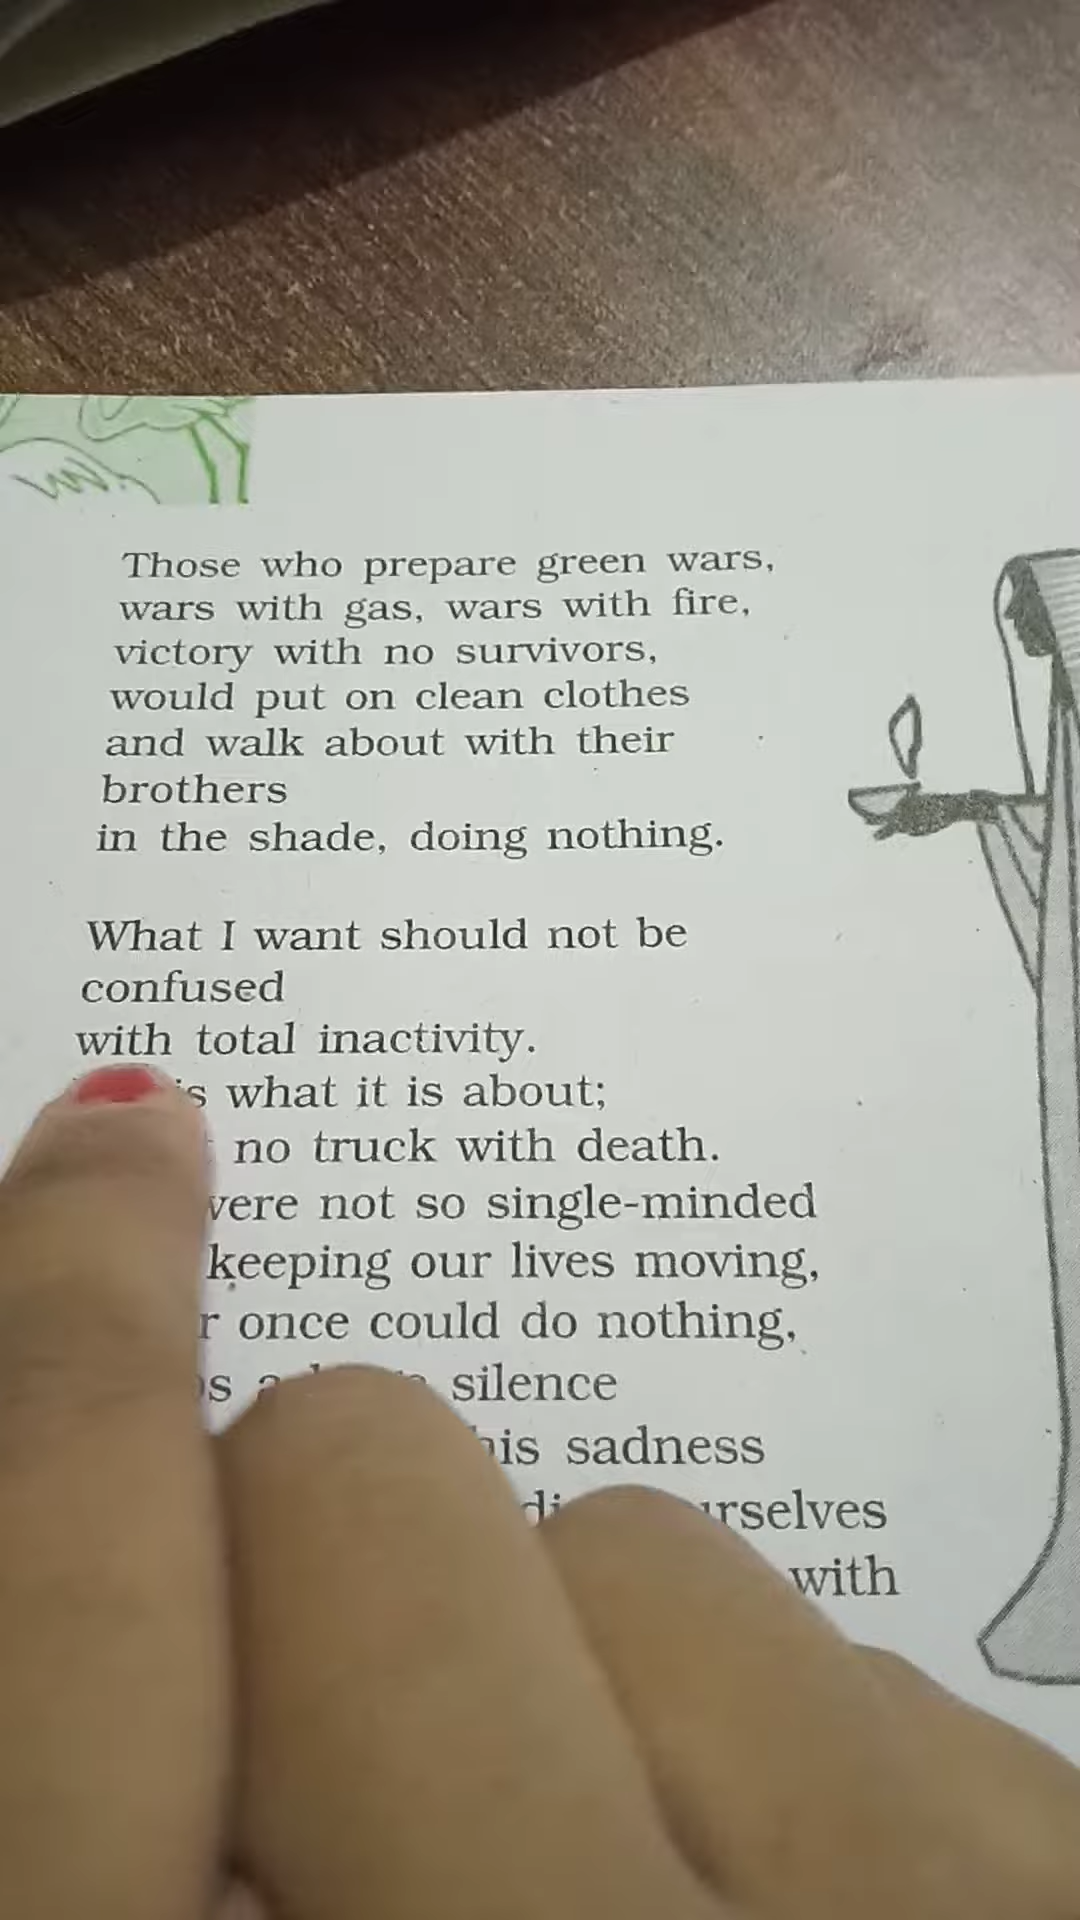 Those who prepare green wars,
wars with gas, wars with fire,
victory with no survivors,
would put on clean clothes
and walk about with their
brothers
in the shade, doing nothing.
What I want should not be
confused
with total inactivity.
what it is about;
no truck with death.
not so single-minded
keeping our lives moving,
once could do nothing,
silence
sadness
with